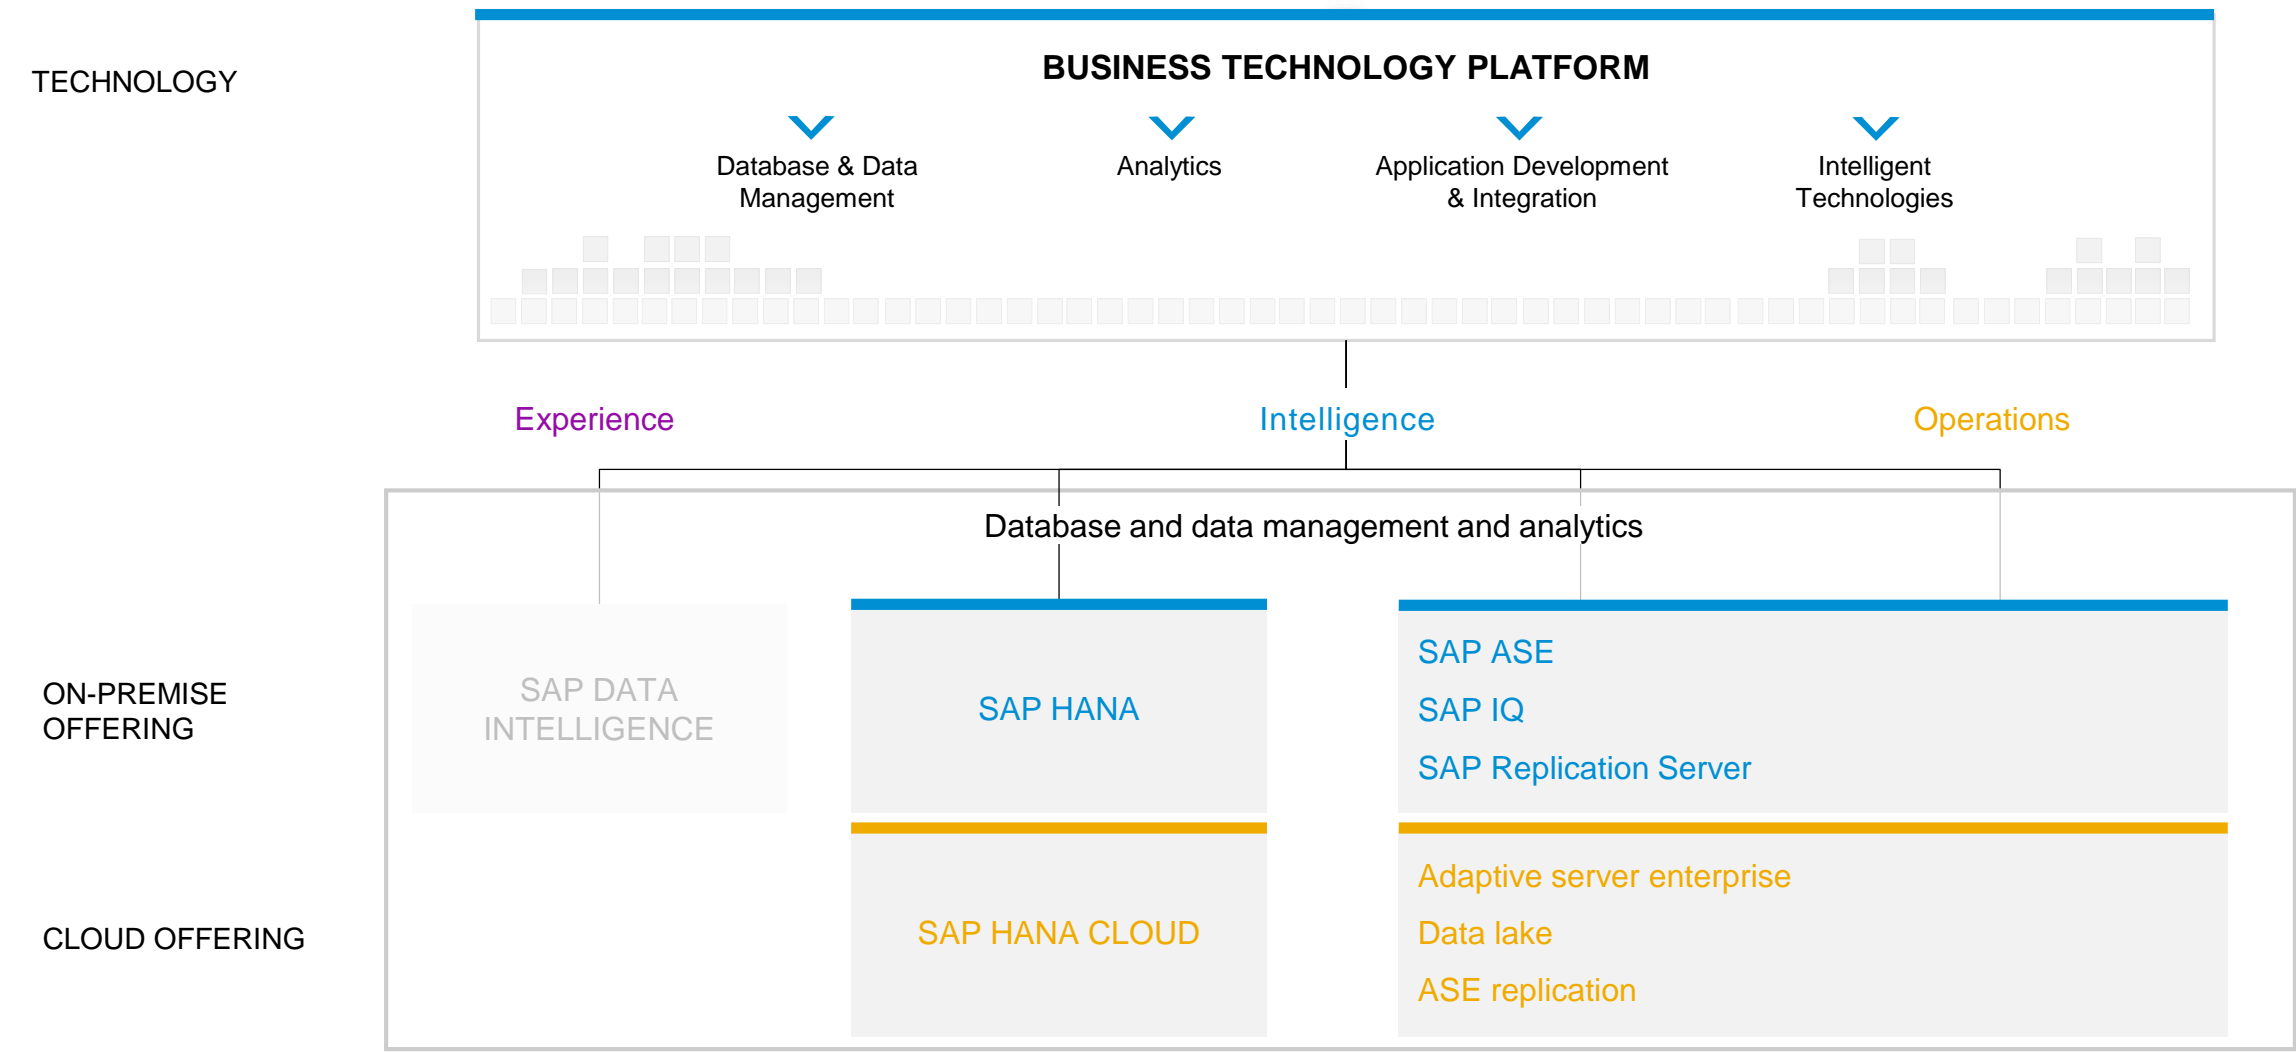 TECHNOLOGY
BUSINESS TECHNOLOGY PLATFORM
Database & Data
Management
Analytics
Application Development
& Integration
Intelligent
Technologies
Experience
Intelligence
Operations
Database and data management and analytics
ON-PREMISE
OFFERING
SAP DATA
INTELLIGENCE
SAP HANA
SAP ASE
SAP IQ
SAP Replication Server
CLOUD OFFERING
SAP HANA CLOUD
Adaptive server enterprise
Data lake
ASE replication